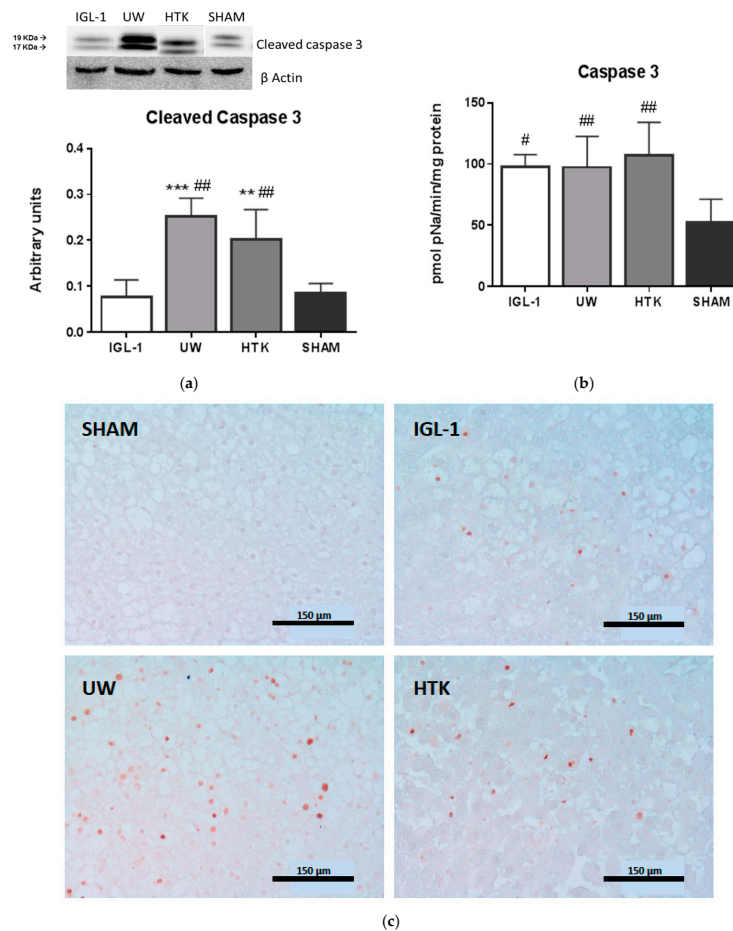 IGL-1 UW HTK SHAM
19 KDa →
17 KDa →
Cleaved caspase 3
β Actin
Cleaved Caspase 3
Arbitrary units
0.4
0.3
0.2
0.1
0.0
*** ##
** ##
IGL-1 UW HTK SHAM
(a)
Caspase 3
pmol pNa/min/mg protein
150
100
50
0
#
##
##
IGL-1 UW HTK SHAM
(b)
SHAM
150 µm
IGL-1
150 µm
UW
150 µm
HTK
150 µm
(c)